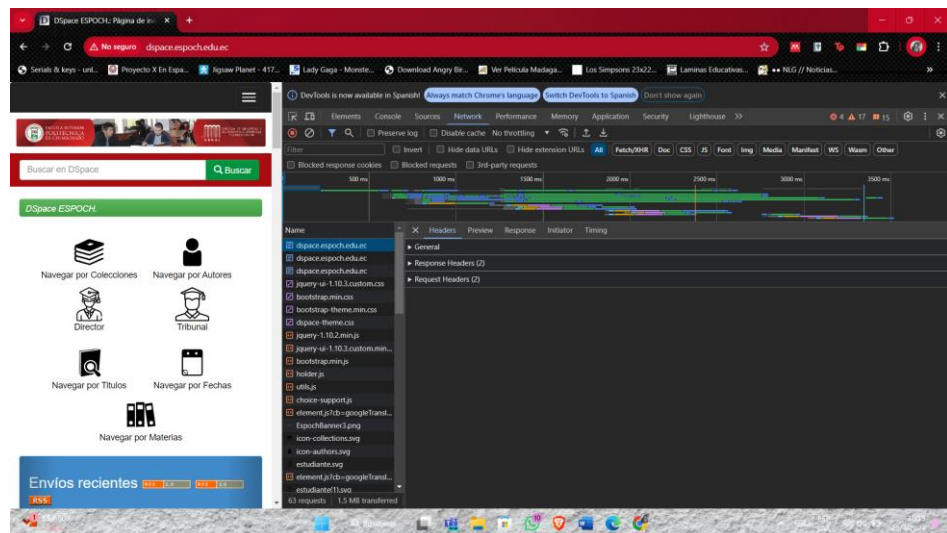 DSpace ESPOCH.: Página de ini
No seguro dspace.espoch.edu.ec
Serials & keys - unl... Proyecto X En Espa... Jigsaw Planet - 417... Lady Gaga - Monste... Download Angry Bir... Ver Película Madaga... Los Simpsons 23x22... Laminas Educativas... NLG // Noticias...
DevTools is now available in Spanish! Always match Chrome's language Switch DevTools to Spanish Don't show again
Elements Console Sources Network Performance Memory Application Security Lighthouse 4 17 15
Preserve log Disable cache No throttling
Filter Invert Hide data URLs Hide extension URLs All Fetch/XHR Doc CSS JS Font Img Media Manifest WS Wasm Other
Blocked response cookies Blocked requests 3rd-party requests
500 ms 1000 ms 1500 ms 2000 ms 2500 ms 3000 ms 3500 ms
POLITÉCNICA
Buscar en DSpace Buscar
DSpace ESPOCH.
Navegar por Colecciones Navegar por Autores
Director Tribunal
Navegar por Titulos Navegar por Fechas
Navegar por Materias
Envíos recientes
RSS
Name Headers Preview Response Initiator Timing
dspace.espoch.edu.ec
dspace.espoch.edu.ec
dspace.espoch.edu.ec
jquery-ui-1.10.3.custom.css
bootstrap.min.css
bootstrap-theme.min.css
dspace-theme.css
jquery-1.10.2.min.js
jquery-ui-1.10.3.custom.min...
bootstrap.min.js
holder.js
utils.js
choice-support.js
element.js?cb=googleTransl...
EspochBanner3.png
icon-collections.svg
icon-authors.svg
estudiante.svg
element.js?cb=googleTransl...
estudiante(1).svg
63 requests 1.5 MB transferred
General
Response Headers (2)
Request Headers (2)